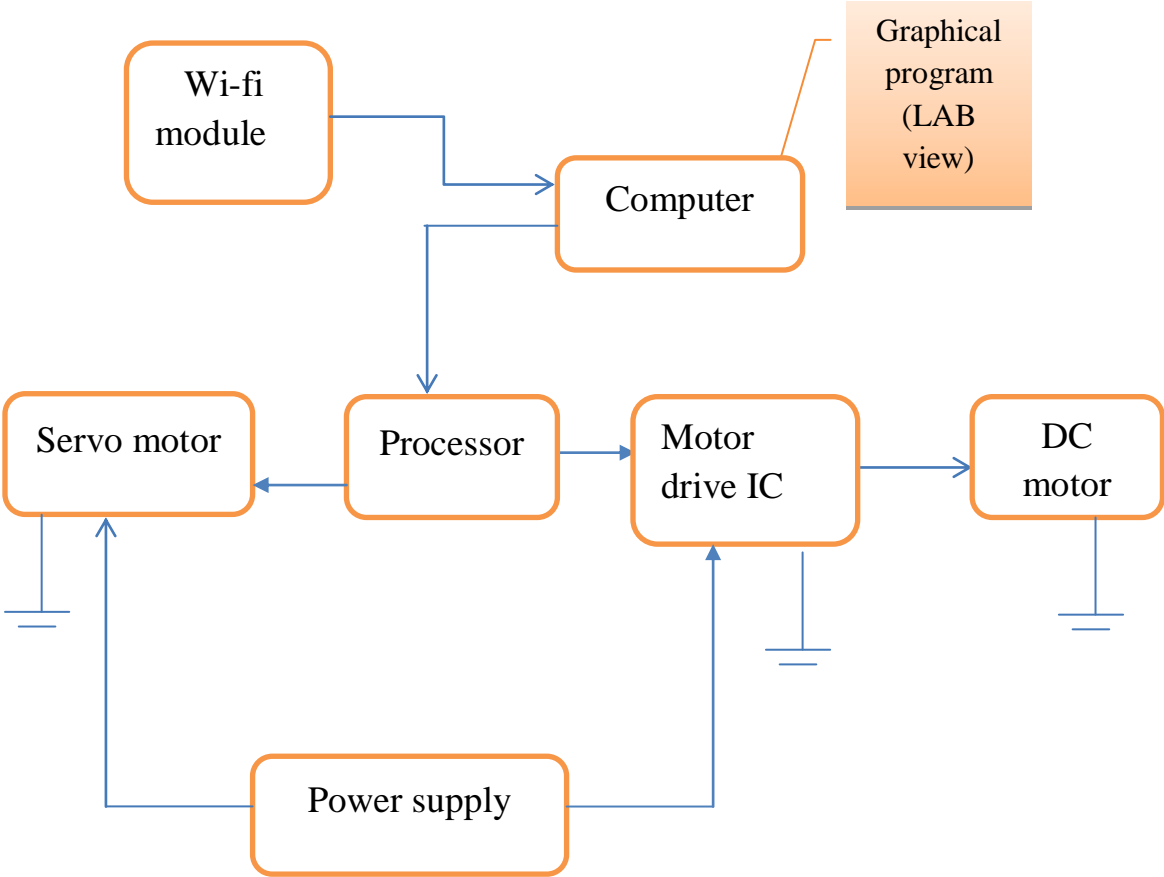 Wi-fi
module
Graphical
program
(LAB
view)
Computer
Servo motor
Processor
Motor
drive IC
DC
motor
Power supply